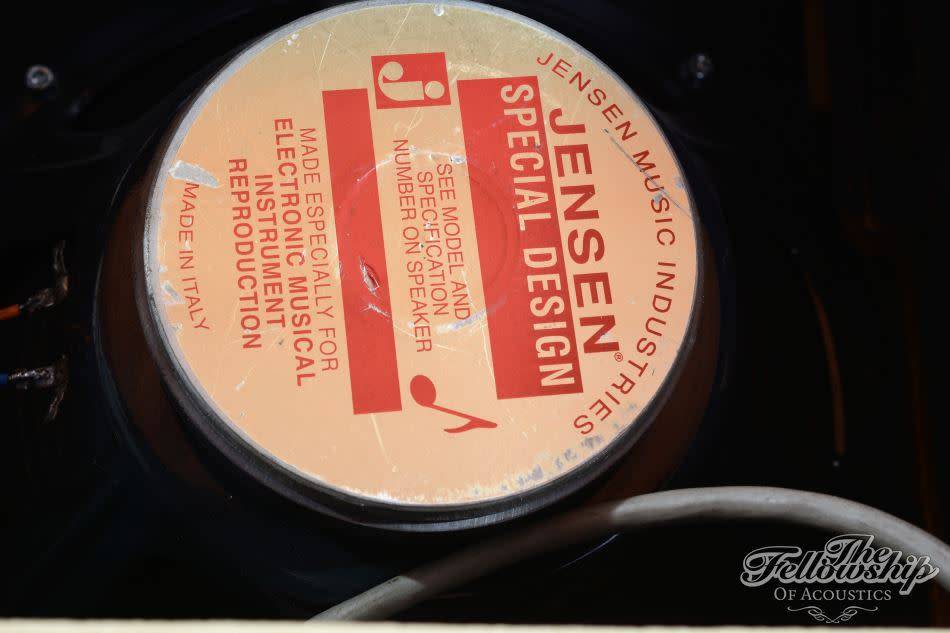 JENSEN MUSIC INDUSTRIES
JENSEN®
SPECIAL DESIGN
j
SEE MODEL AND
SPECIFICATION
NUMBER ON SPEAKER
MADE ESPECIALLY FOR
ELECTRONIC MUSICAL
INSTRUMENT
REPRODUCTION
MADE IN ITALY
The
Fellowship
OF ACOUSTICS